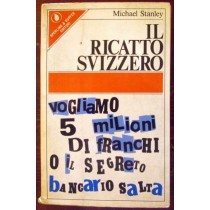 Michael Stanley
IL
RICATTO
SVIZZERO
vogliamo
5 milioni
DI fRANCHI
O il SEGRETO
bANCARIO SALTA